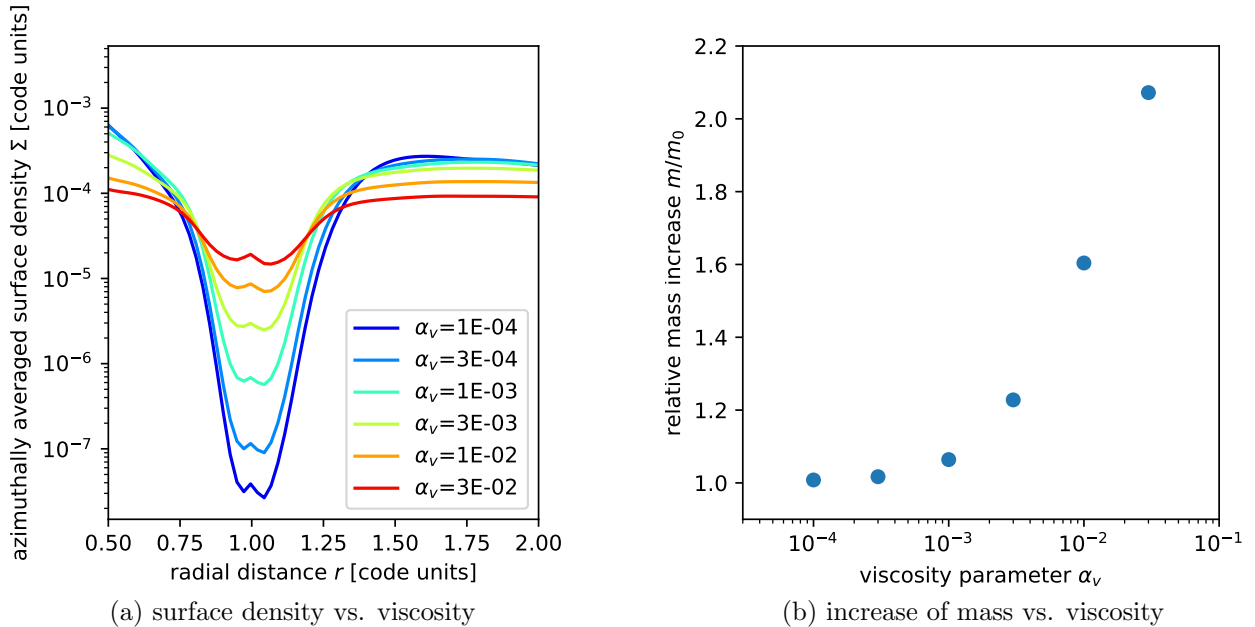 azimuthally averaged surface density Σ [code units]
10⁻³
10⁻⁴
10⁻⁵
10⁻⁶
10⁻⁷
0.50 0.75 1.00 1.25 1.50 1.75 2.00
radial distance r [code units]
α_v=1E-04
α_v=3E-04
α_v=1E-03
α_v=3E-03
α_v=1E-02
α_v=3E-02
(a) surface density vs. viscosity
relative mass increase m/m₀
2.2
2.0
1.8
1.6
1.4
1.2
1.0
10⁻⁴ 10⁻³ 10⁻² 10⁻¹
viscosity parameter α_v
(b) increase of mass vs. viscosity